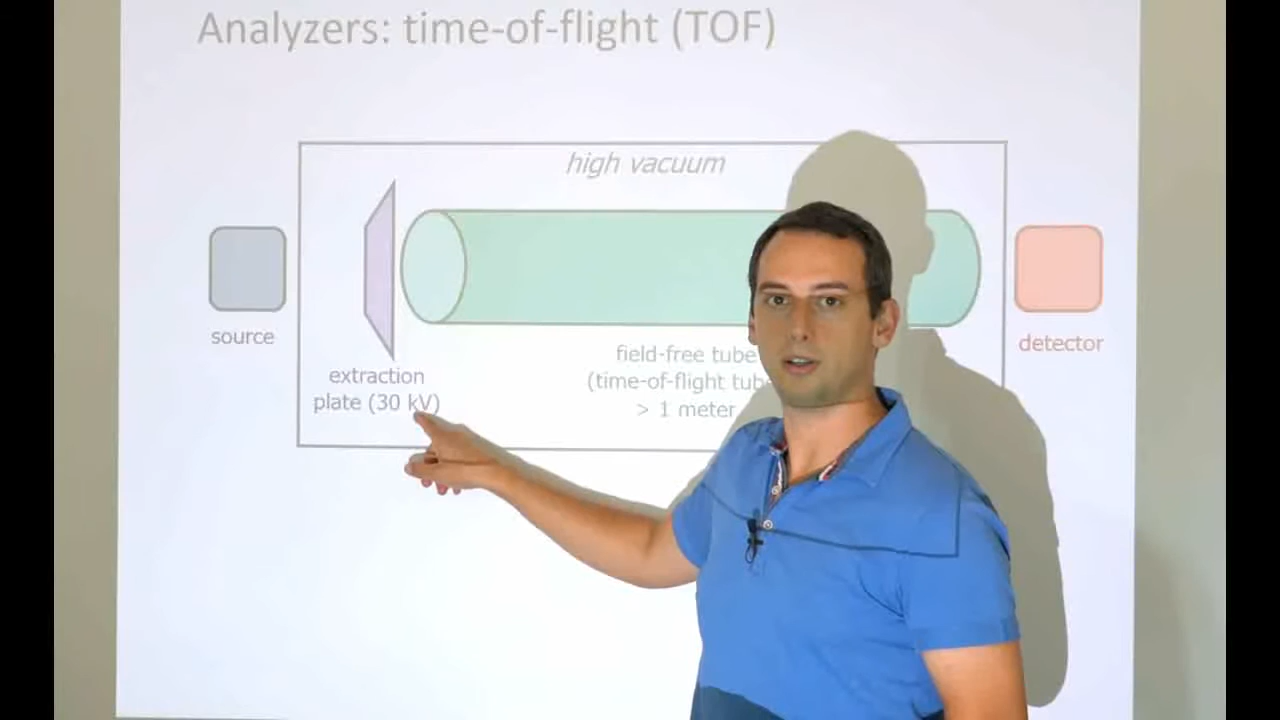 Analyzers: time-of-flight (TOF)
high vacuum
source
extraction
plate (30 kV)
field-free tube
(time-of-flight tube
> 1 meter
detector